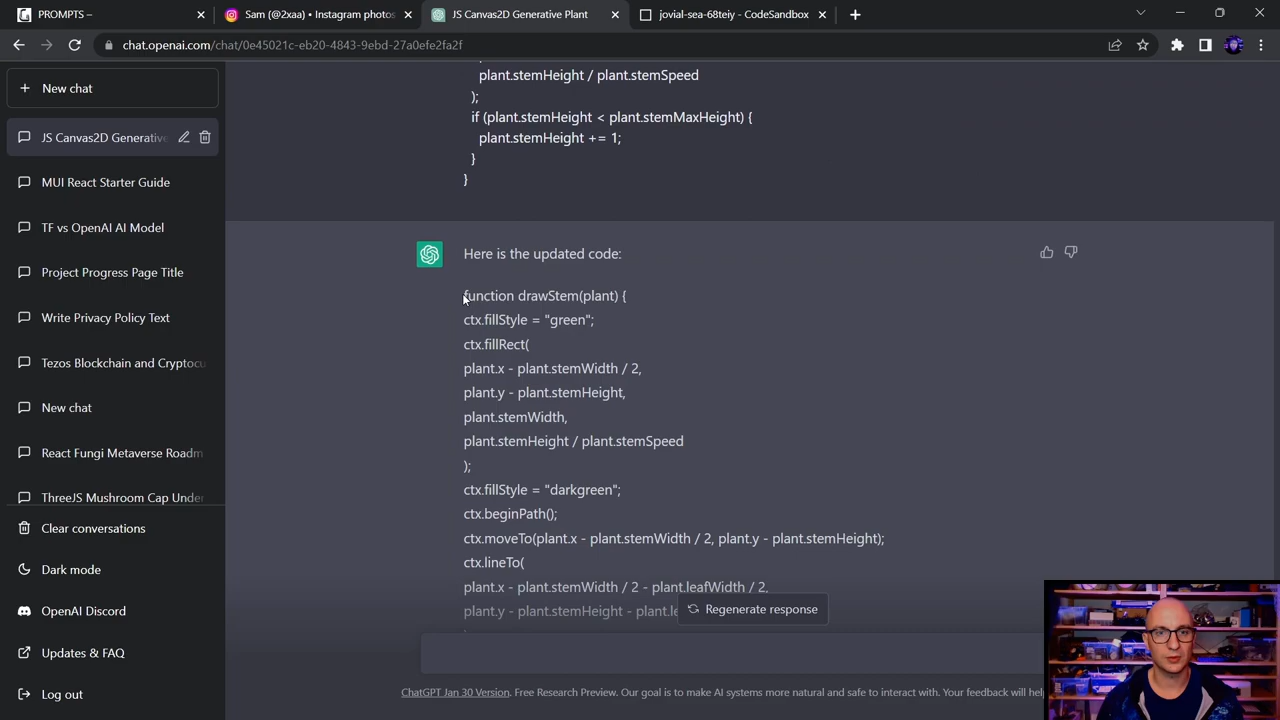 PROMPTS –
Sam (@2xaa) • Instagram photos
JS Canvas2D Generative Plant
jovial-sea-68teiy - CodeSandbox
chat.openai.com/chat/0e45021c-eb20-4843-9ebd-27a0efe2fa2f
New chat
JS Canvas2D Generative
MUI React Starter Guide
TF vs OpenAI AI Model
Project Progress Page Title
Write Privacy Policy Text
Tezos Blockchain and Cryptocu
New chat
React Fungi Metaverse Roadm
ThreeJS Mushroom Cap Under
Clear conversations
Dark mode
OpenAI Discord
Updates & FAQ
Log out
plant.stemHeight / plant.stemSpeed
);
if (plant.stemHeight < plant.stemMaxHeight) {
plant.stemHeight += 1;
}
}
Here is the updated code:
function drawStem(plant) {
ctx.fillStyle = "green";
ctx.fillRect(
plant.x - plant.stemWidth / 2,
plant.y - plant.stemHeight,
plant.stemWidth,
plant.stemHeight / plant.stemSpeed
);
ctx.fillStyle = "darkgreen";
ctx.beginPath();
ctx.moveTo(plant.x - plant.stemWidth / 2, plant.y - plant.stemHeight);
ctx.lineTo(
plant.x - plant.stemWidth / 2 - plant.leafWidth / 2,
plant.y - plant.stemHeight - plant.le
Regenerate response
ChatGPT Jan 30 Version. Free Research Preview. Our goal is to make AI systems more natural and safe to interact with. Your feedback will hel